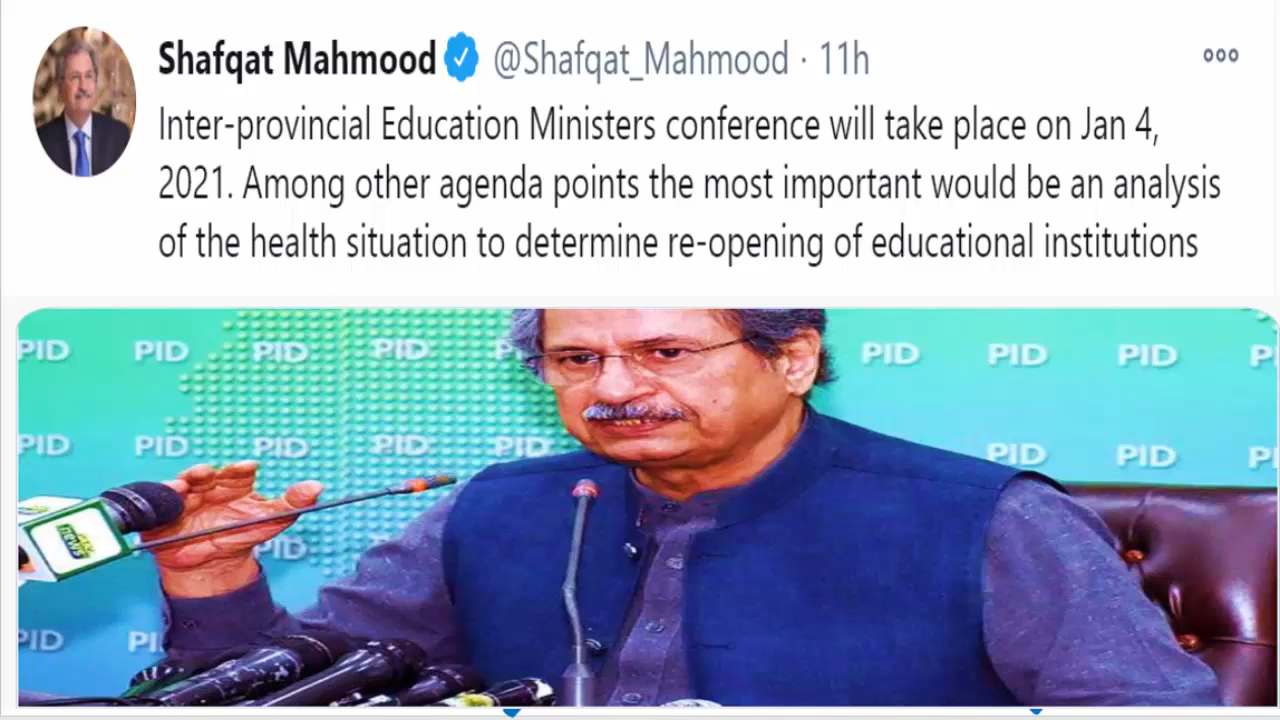 Shafqat Mahmood @Shafqat_Mahmood · 11h
Inter-provincial Education Ministers conference will take place on Jan 4,
2021. Among other agenda points the most important would be an analysis
of the health situation to determine re-opening of educational institutions
PID PID PID PID PID PID PID
PID PID PID PID PID PID PID
news PID
PID